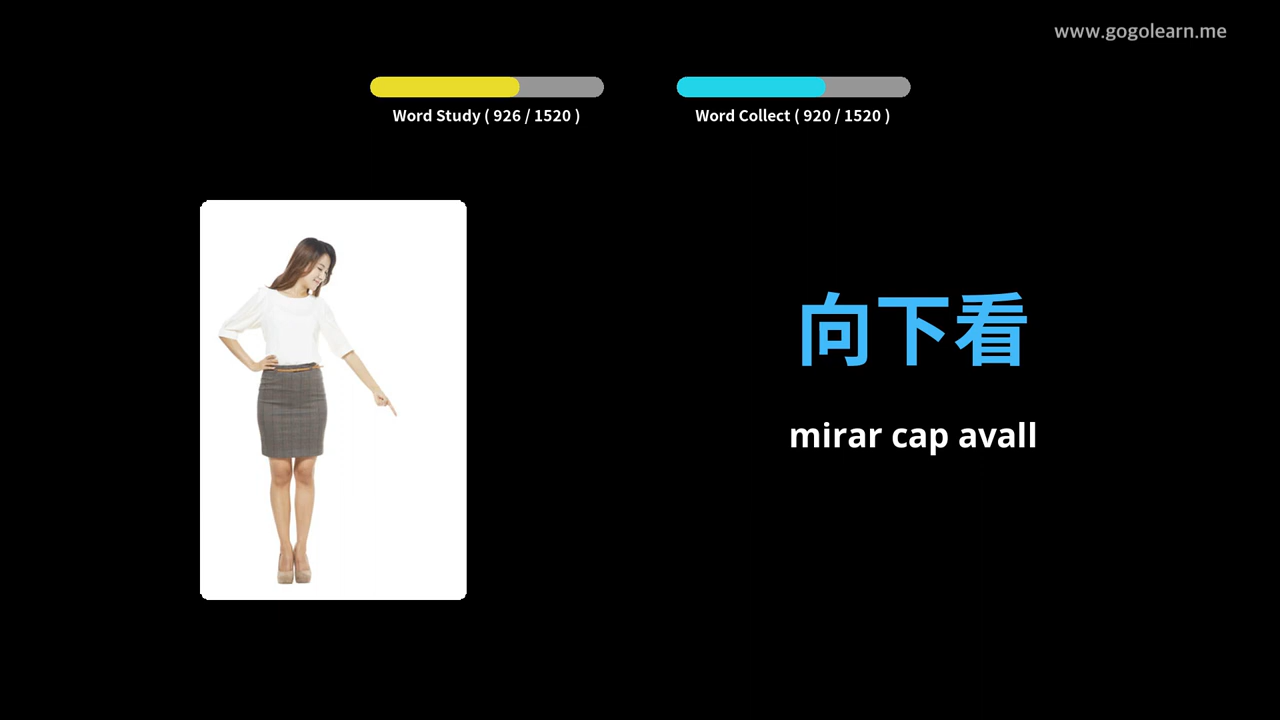 www.gogolearn.me
Word Study ( 926 / 1520 )
Word Collect ( 920 / 1520 )
向下看
mirar cap avall